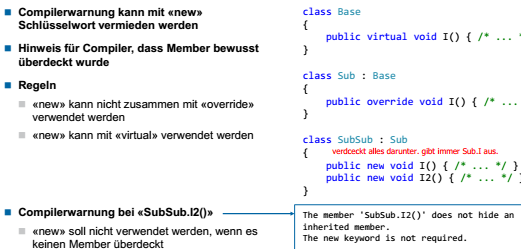 Compilerwarnung kann mit «new»
Schlüsselwort vermieden werden
Hinweis für Compiler, dass Member bewusst
überdeckt wurde
Regeln
«new» kann nicht zusammen mit «override»
verwendet werden
«new» kann mit «virtual» verwendet werden
Compilerwarnung bei «SubSub.I2()»
«new» soll nicht verwendet werden, wenn es
keinen Member überdeckt
class Base
{
public virtual void I() { /* ... *
}
class Sub : Base
{
public override void I() { /* ...
}
class SubSub : Sub
{ verdceckt alles darunter. gibt immer Sub.I aus.
public new void I() { /* ... */ }
public new void I2() { /* ... */ }
}
The member 'SubSub.I2()' does not hide an
inherited member.
The new keyword is not required.